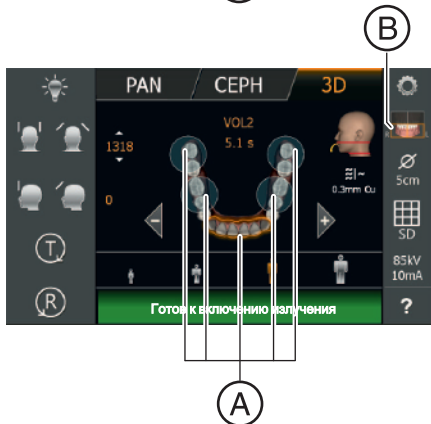 B
PAN CEPH 3D
VOL2
1318 5.1 s
0.3mm Cu
5cm
0
SD
T
85kV
10mA
R
Готов к включению излучения
?
A